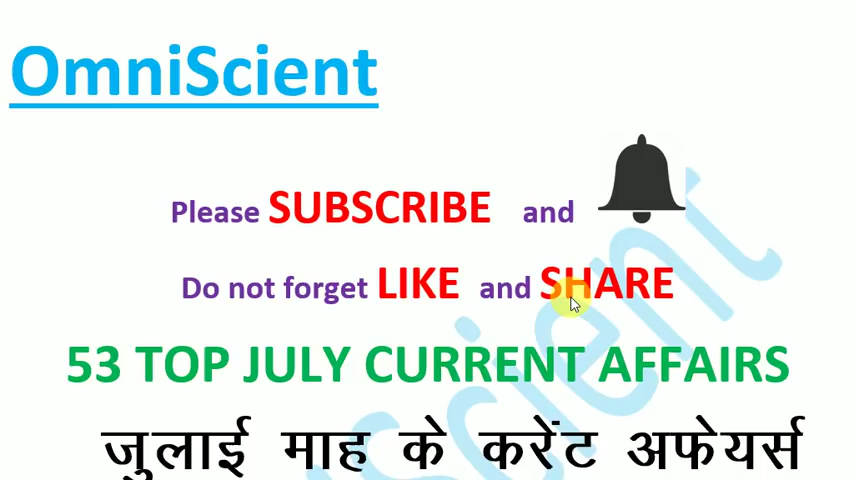 OmniScient
Please SUBSCRIBE and
Do not forget LIKE and SHARE
53 TOP JULY CURRENT AFFAIRS
जुलाई माह के करेंट अफेयर्स